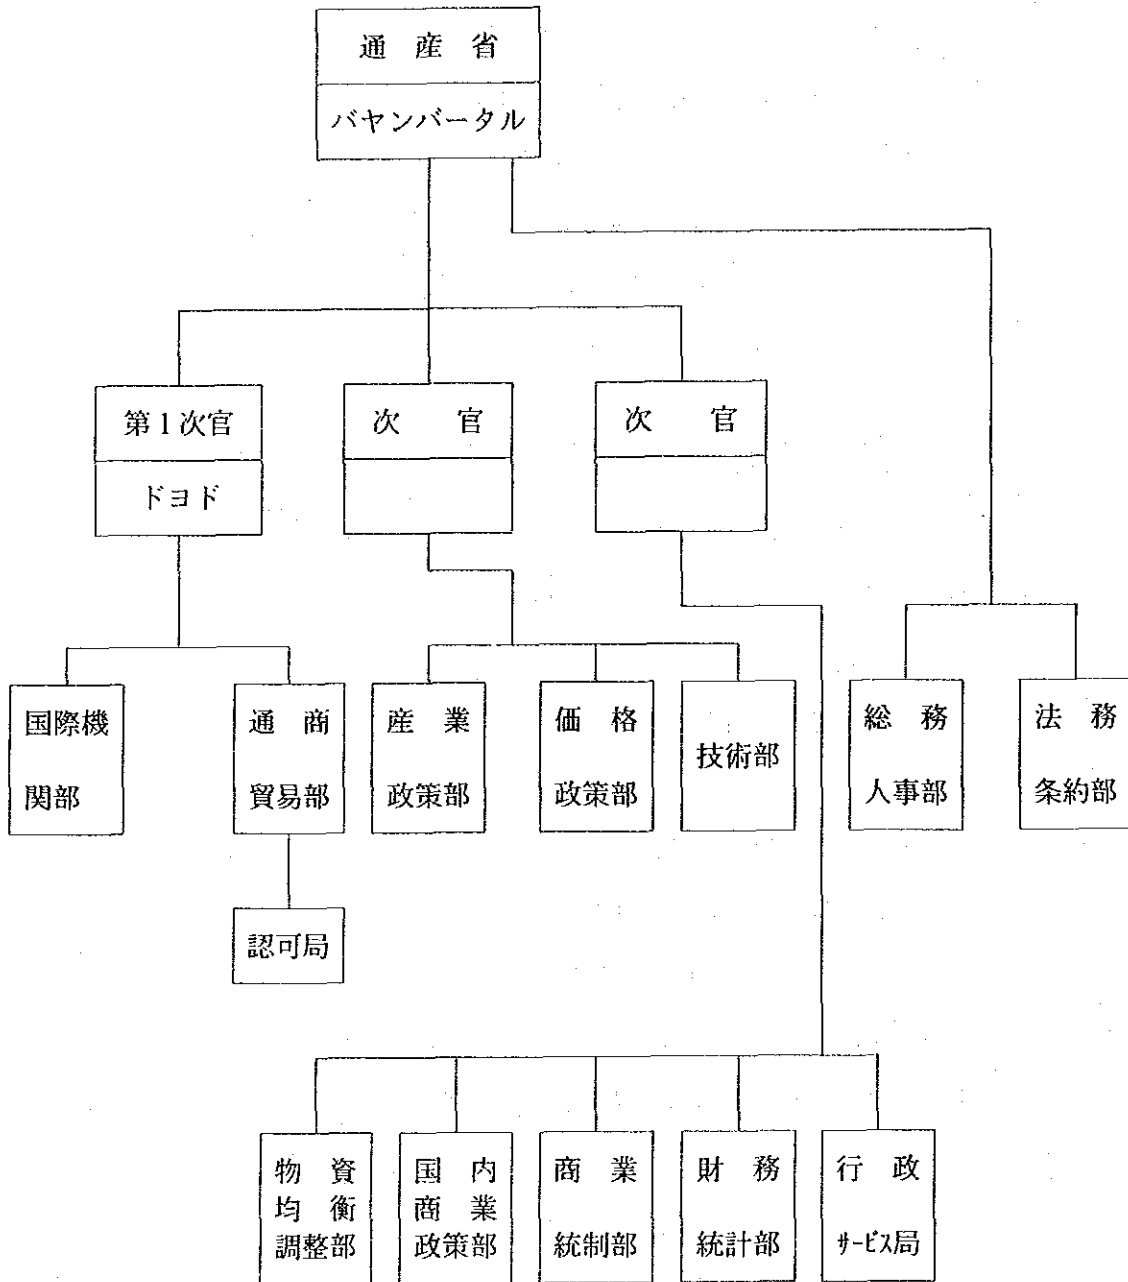 通産省
バヤンバータル
第1次官
ドヨド
次官
次官
国際機
関部
通商
貿易部
産業
政策部
価格
政策部
技術部
総務
人事部
法務
条約部
認可局
物資
均衡
調整部
国内
商業
政策部
商業
統制部
財務
統計部
行政
サービス局